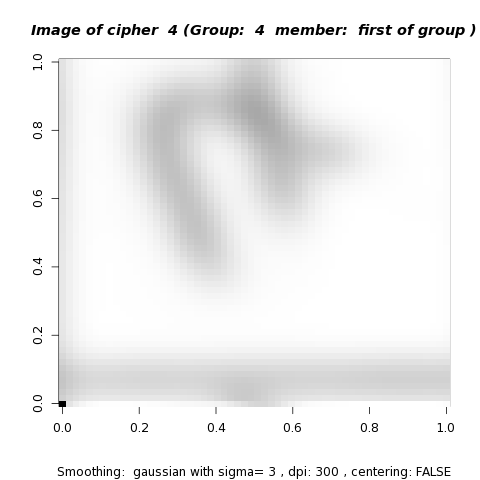 Image of cipher 4 (Group: 4 member: first of group )
1.0
0.8
0.6
0.4
0.2
0.0
0.0 0.2 0.4 0.6 0.8 1.0
Smoothing: gaussian with sigma= 3 , dpi: 300 , centering: FALSE